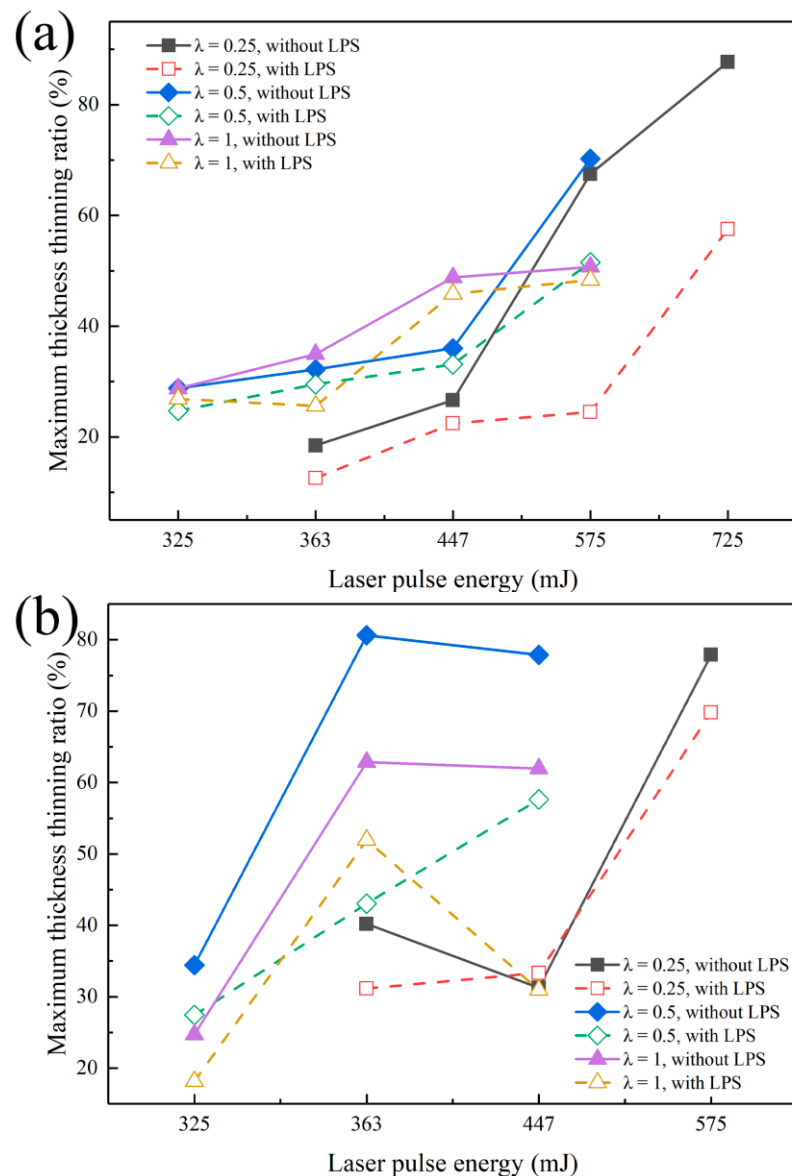 (a)
Maximum thickness thinning ratio (%)
80
60
40
20
λ = 0.25, without LPS
λ = 0.25, with LPS
λ = 0.5, without LPS
λ = 0.5, with LPS
λ = 1, without LPS
λ = 1, with LPS
325 363 447 575 725
Laser pulse energy (mJ)
(b)
Maximum thickness thinning ratio (%)
80
70
60
50
40
30
20
λ = 0.25, without LPS
λ = 0.25, with LPS
λ = 0.5, without LPS
λ = 0.5, with LPS
λ = 1, without LPS
λ = 1, with LPS
325 363 447 575
Laser pulse energy (mJ)